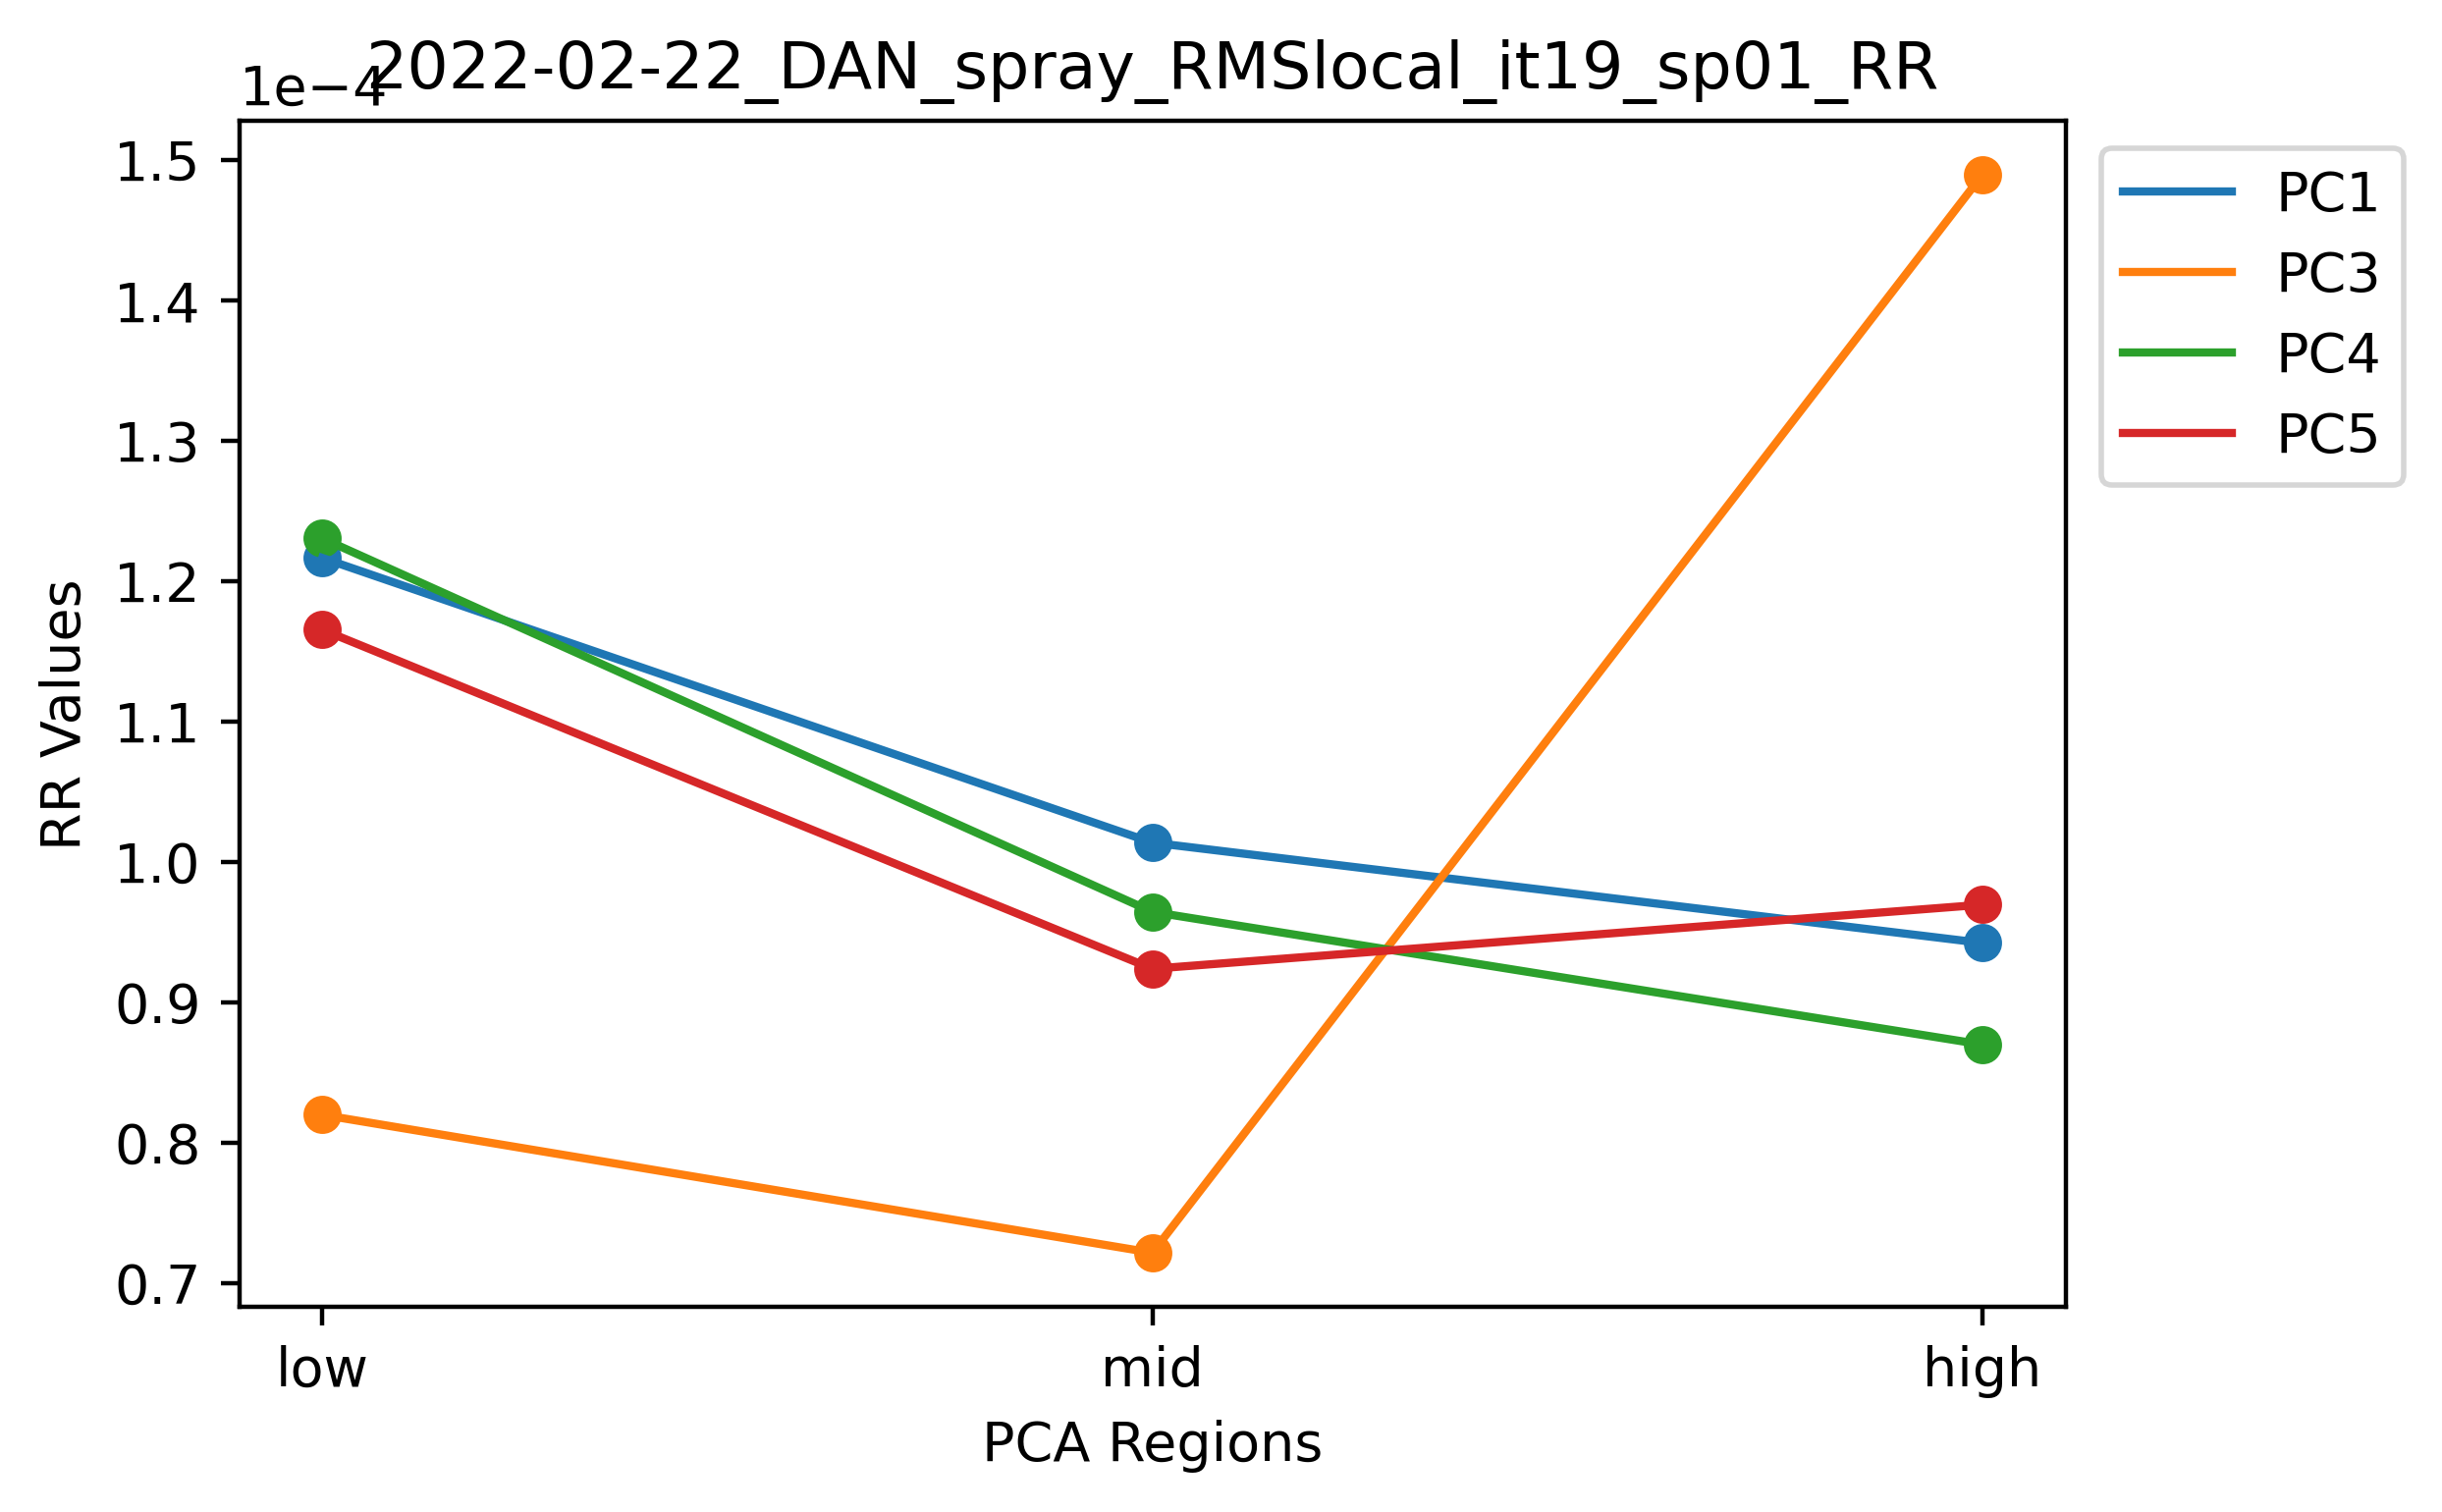 2022-02-22_DAN_spray_RMSlocal_it19_sp01_RR
1e−4
1.5
1.4
1.3
1.2
1.1
1.0
0.9
0.8
0.7
RR Values
low
mid
high
PCA Regions
PC1
PC3
PC4
PC5